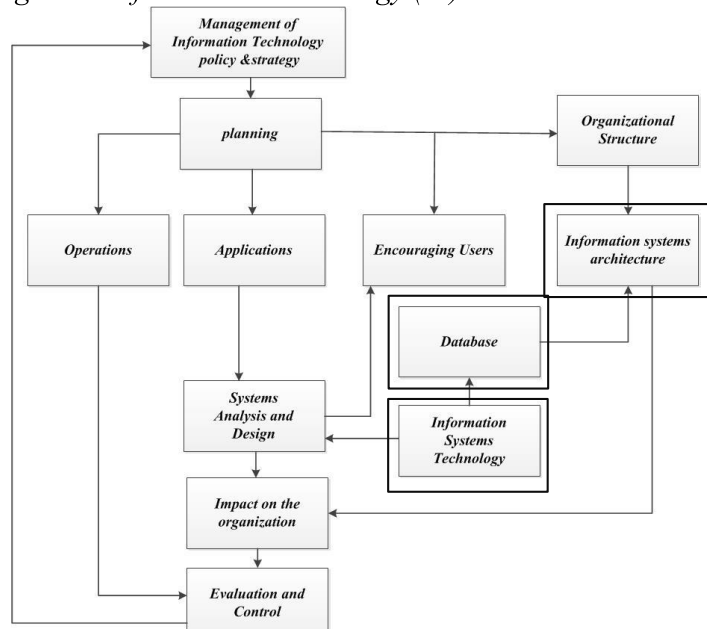 Management of
Information Technology
policy &strategy
planning
Organizational
Structure
Operations
Applications
Encouraging Users
Information systems
architecture
Database
Systems
Analysis and
Design
Information
Systems
Technology
Impact on the
organization
Evaluation and
Control